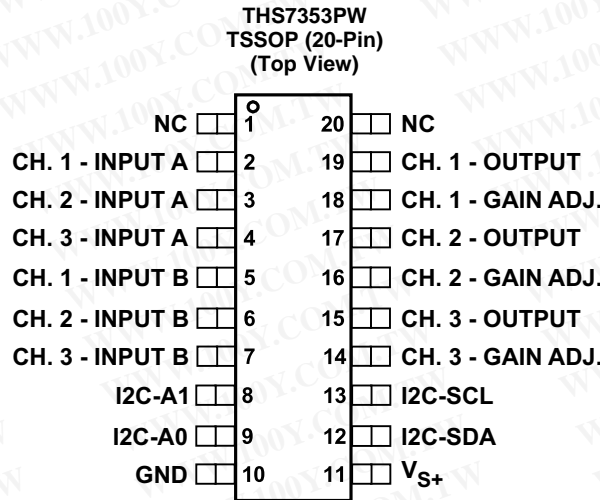 THS7353PW
TSSOP (20-Pin)
(Top View)
NC 1 20 NC
CH. 1 - INPUT A 2 19 CH. 1 - OUTPUT
CH. 2 - INPUT A 3 18 CH. 1 - GAIN ADJ.
CH. 3 - INPUT A 4 17 CH. 2 - OUTPUT
CH. 1 - INPUT B 5 16 CH. 2 - GAIN ADJ.
CH. 2 - INPUT B 6 15 CH. 3 - OUTPUT
CH. 3 - INPUT B 7 14 CH. 3 - GAIN ADJ.
I2C-A1 8 13 I2C-SCL
I2C-A0 9 12 I2C-SDA
GND 10 11 VS+
WWW.100Y.COM.TW